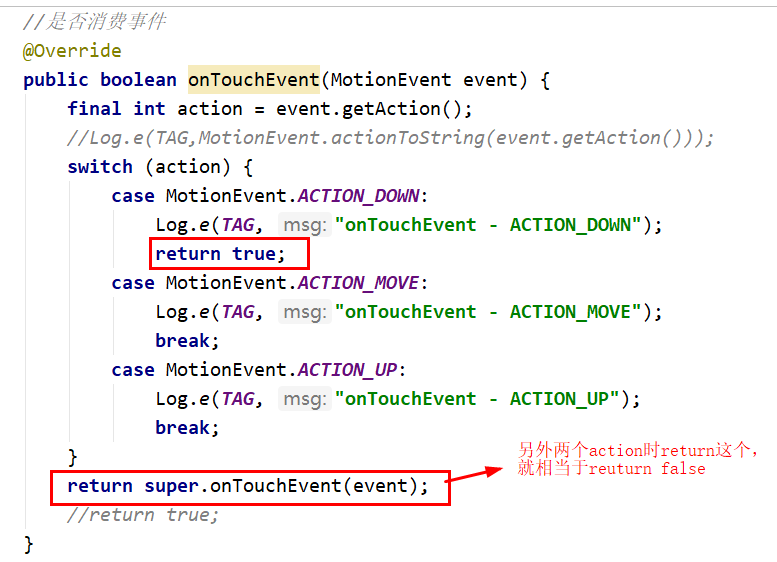 //是否消费事件
@Override
public boolean onTouchEvent(MotionEvent event) {
final int action = event.getAction();
//Log.e(TAG,MotionEvent.actionToString(event.getAction()));
switch (action) {
case MotionEvent.ACTION_DOWN:
Log.e(TAG, msg: "onTouchEvent - ACTION_DOWN");
return true;
case MotionEvent.ACTION_MOVE:
Log.e(TAG, msg: "onTouchEvent - ACTION_MOVE");
break;
case MotionEvent.ACTION_UP:
Log.e(TAG, msg: "onTouchEvent - ACTION_UP");
break;
}
另外两个action时return这个，
就相当于reuturn false
return super.onTouchEvent(event);
//return true;
}